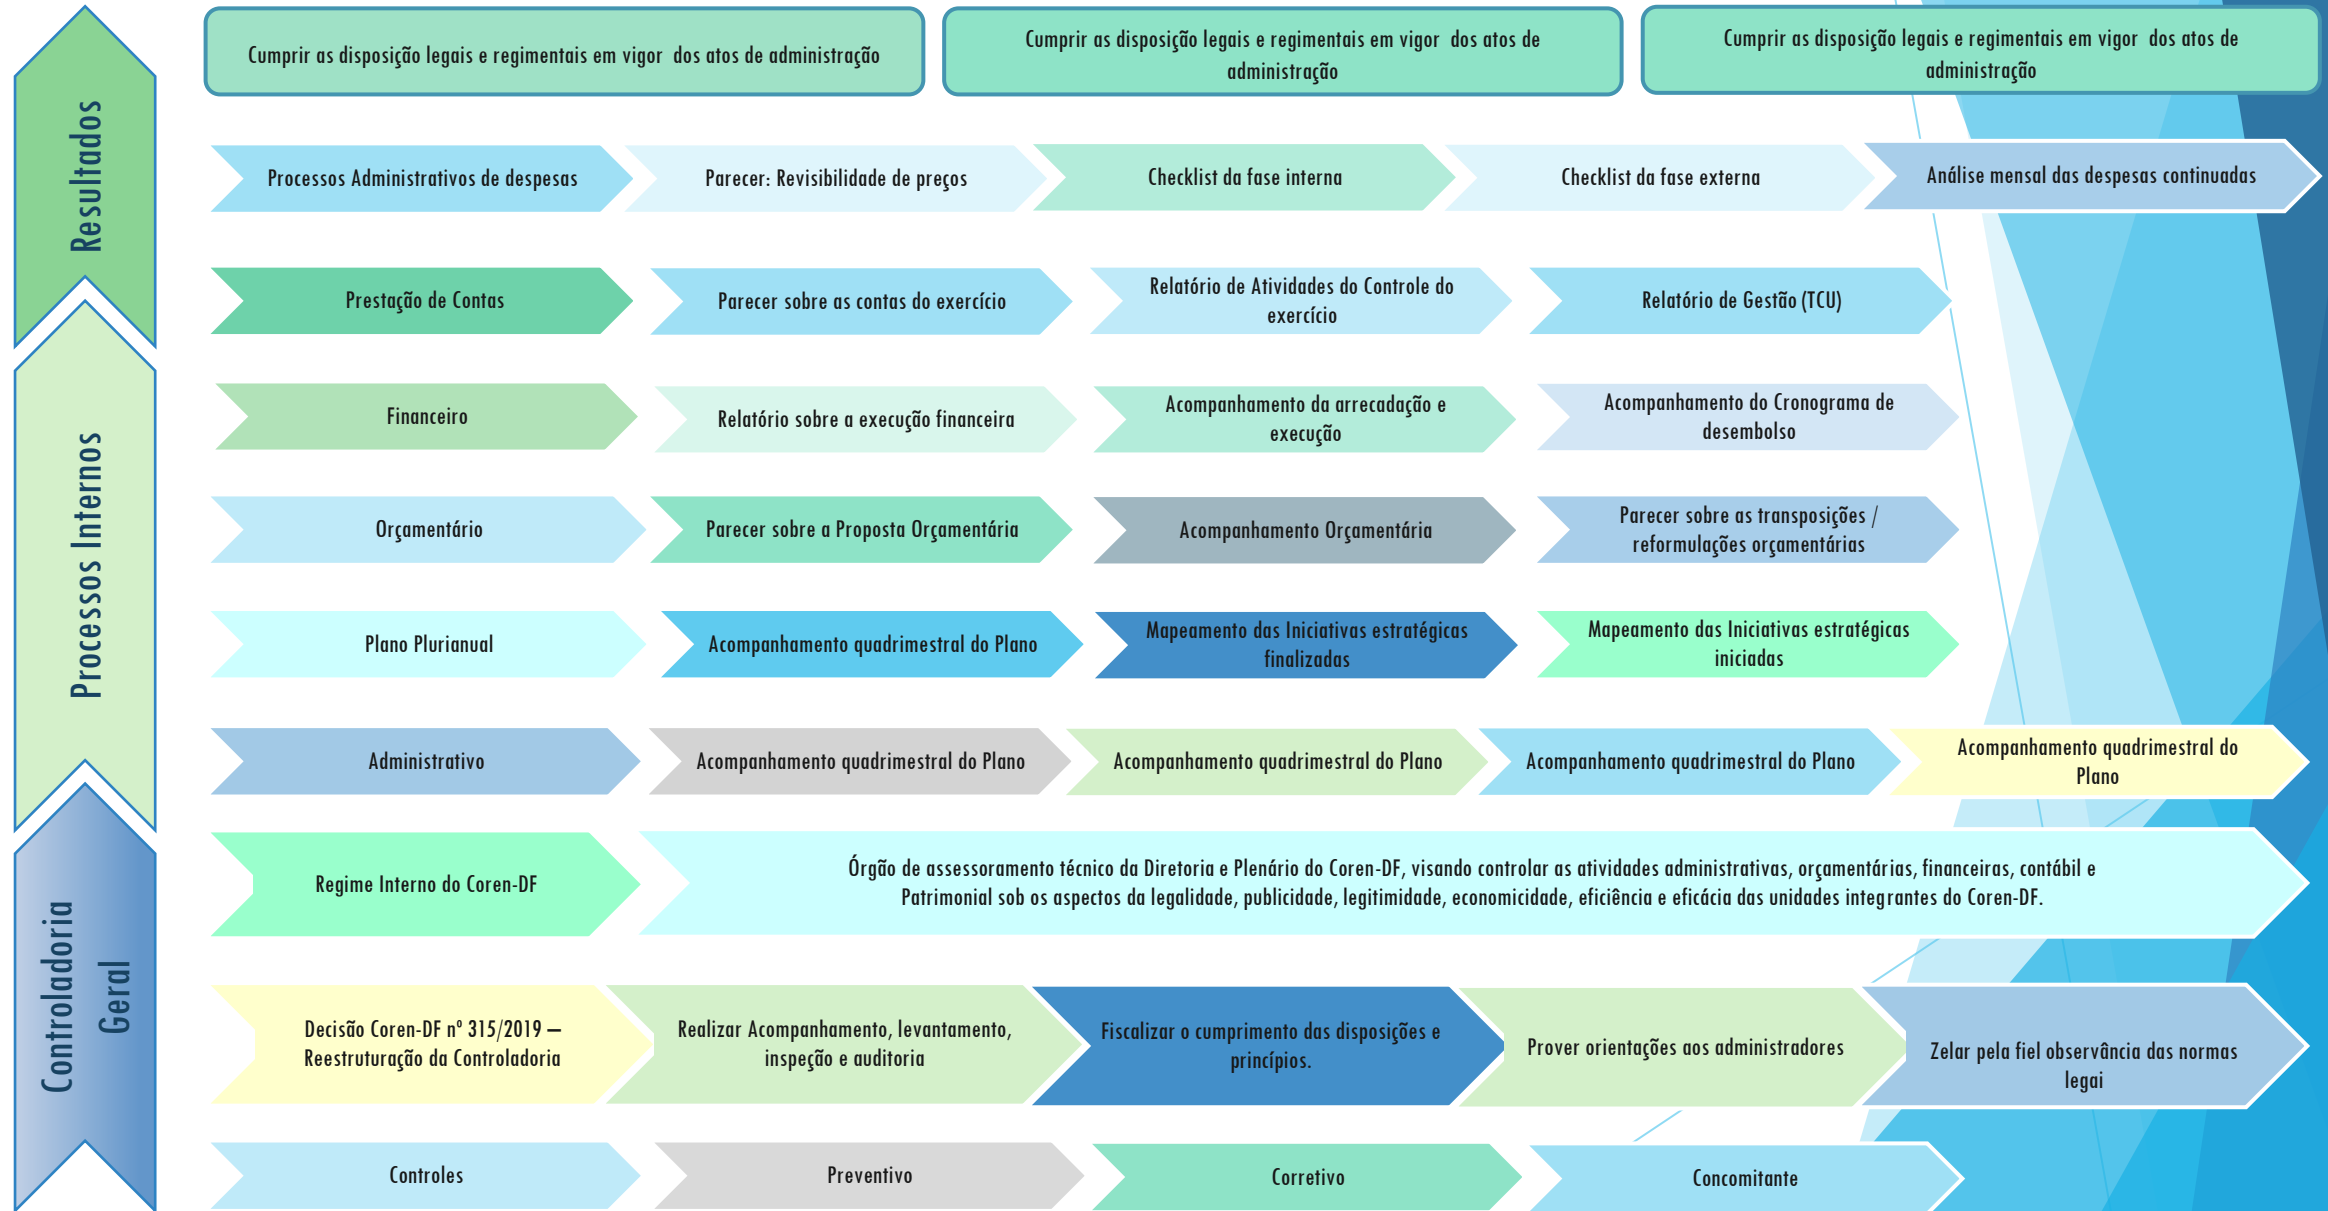 Resultados
Processos Internos
Controladoria
Geral
Cumprir as disposição legais e regimentais em vigor dos atos de administração
Cumprir as disposição legais e regimentais em vigor dos atos de
administração
Cumprir as disposição legais e regimentais em vigor dos atos de
administração
Processos Administrativos de despesas
Parecer: Revisibilidade de preços
Checklist da fase interna
Checklist da fase externa
Análise mensal das despesas continuadas
Prestação de Contas
Parecer sobre as contas do exercício
Relatório de Atividades do Controle do
exercício
Relatório de Gestão (TCU)
Financeiro
Relatório sobre a execução financeira
Acompanhamento da arrecadação e
execução
Acompanhamento do Cronograma de
desembolso
Orçamentário
Parecer sobre a Proposta Orçamentária
Acompanhamento Orçamentária
Parecer sobre as transposições /
reformulações orçamentárias
Plano Plurianual
Acompanhamento quadrimestral do Plano
Mapeamento das Iniciativas estratégicas
finalizadas
Mapeamento das Iniciativas estratégicas
iniciadas
Administrativo
Acompanhamento quadrimestral do Plano
Acompanhamento quadrimestral do Plano
Acompanhamento quadrimestral do Plano
Acompanhamento quadrimestral do
Plano
Regime Interno do Coren-DF
Órgão de assessoramento técnico da Diretoria e Plenário do Coren-DF, visando controlar as atividades administrativas, orçamentárias, financeiras, contábil e
Patrimonial sob os aspectos da legalidade, publicidade, legitimidade, economicidade, eficiência e eficácia das unidades integrantes do Coren-DF.
Decisão Coren-DF nº 315/2019 –
Reestruturação da Controladoria
Realizar Acompanhamento, levantamento,
inspeção e auditoria
Fiscalizar o cumprimento das disposições e
princípios.
Prover orientações aos administradores
Zelar pela fiel observância das normas
legai
Controles
Preventivo
Corretivo
Concomitante